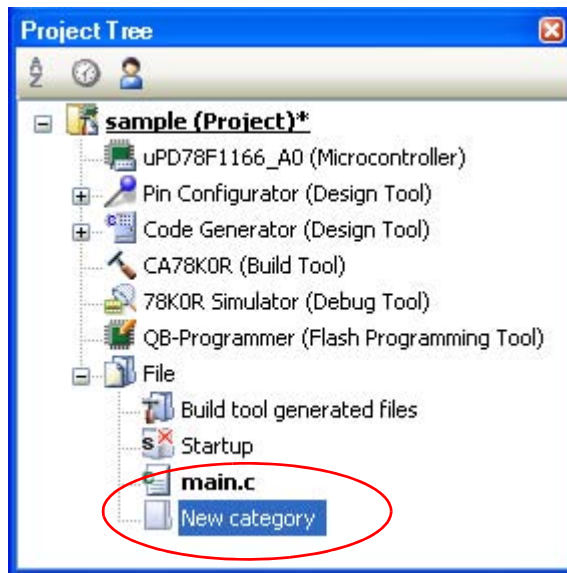 Project Tree
sample (Project)*
uPD78F1166_A0 (Microcontroller)
Pin Configurator (Design Tool)
Code Generator (Design Tool)
CA78K0R (Build Tool)
78K0R Simulator (Debug Tool)
QB-Programmer (Flash Programming Tool)
File
Build tool generated files
Startup
main.c
New category